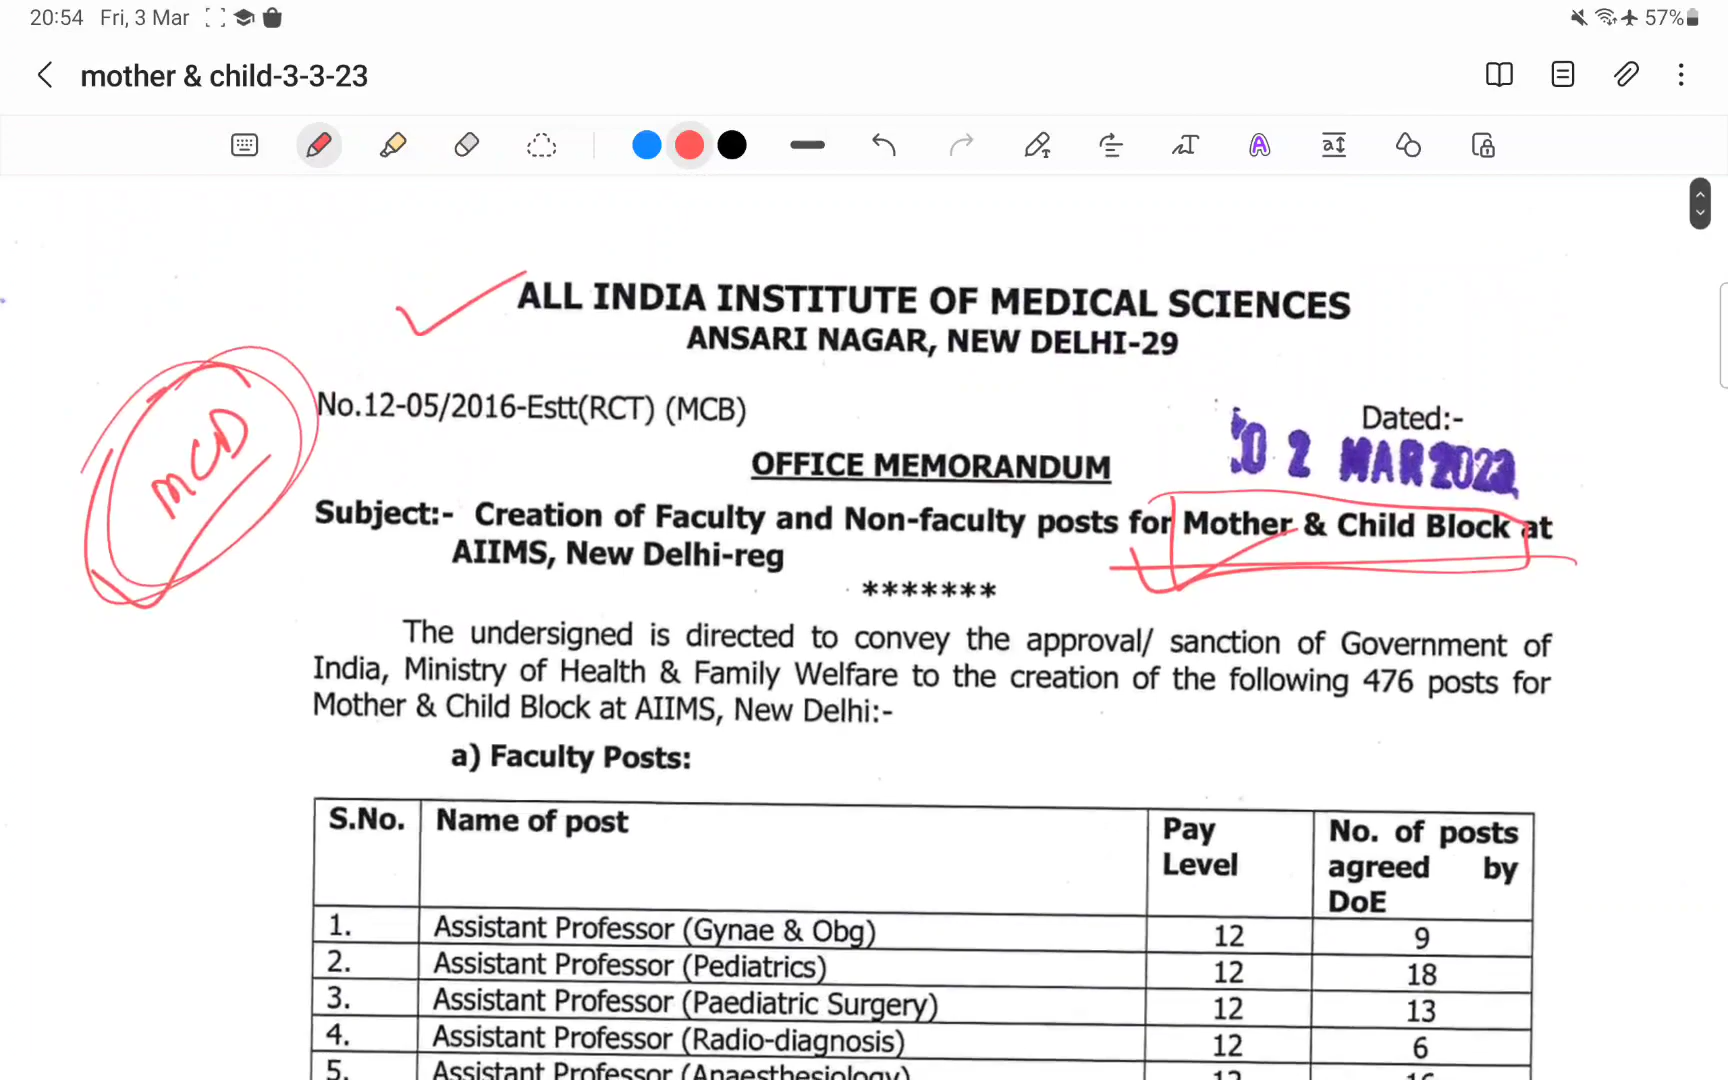 20:54 Fri, 3 Mar 57%
mother & child-3-3-23
ALL INDIA INSTITUTE OF MEDICAL SCIENCES
ANSARI NAGAR, NEW DELHI-29
MCD
No.12-05/2016-Estt(RCT) (MCB)
Dated:-
02 MAR 2023
OFFICE MEMORANDUM
Subject:- Creation of Faculty and Non-faculty posts for Mother & Child Block at
AIIMS, New Delhi-reg
*******
The undersigned is directed to convey the approval/ sanction of Government of
India, Ministry of Health & Family Welfare to the creation of the following 476 posts for
Mother & Child Block at AIIMS, New Delhi:-
a) Faculty Posts:
S.No. Name of post Pay Level No. of posts agreed by DoE
1. Assistant Professor (Gynae & Obg) 12 9
2. Assistant Professor (Pediatrics) 12 18
3. Assistant Professor (Paediatric Surgery) 12 13
4. Assistant Professor (Radio-diagnosis) 12 6
5. Assistant Professor (Anaesthesiology) 12 16